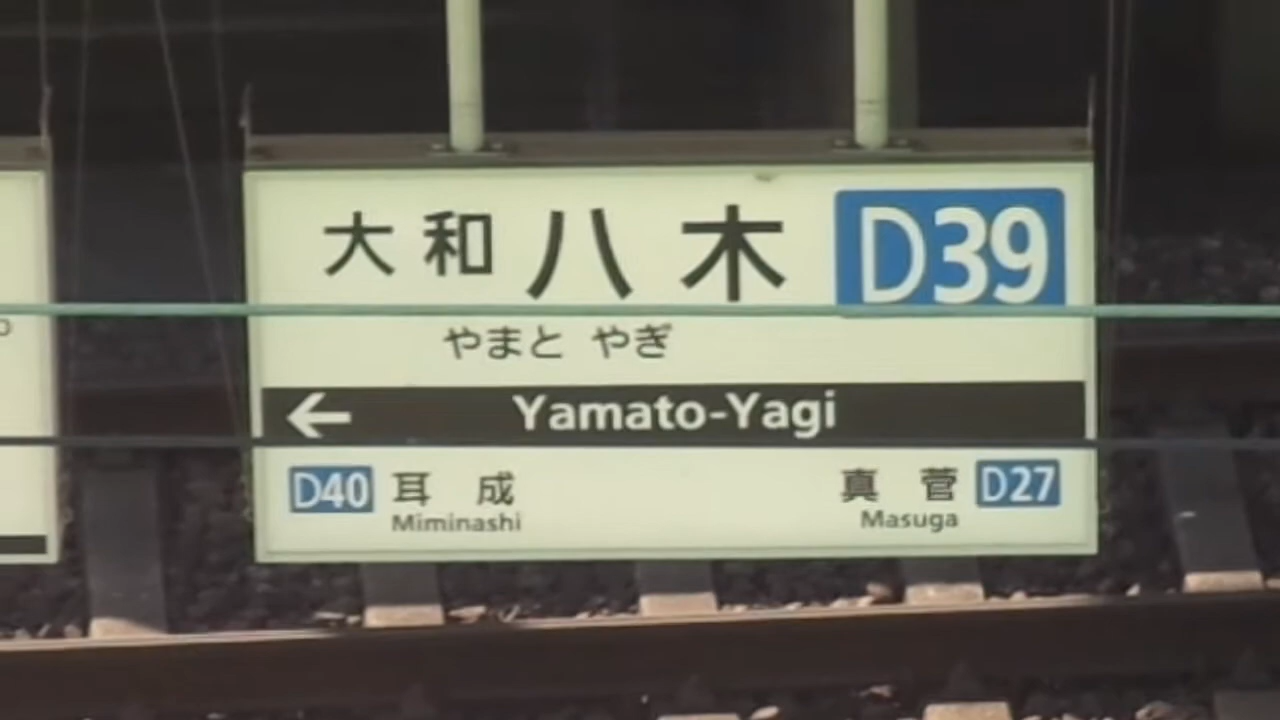 大和八木 D39
やまと やぎ
← Yamato-Yagi
D40 耳成 真菅 D27
Miminashi Masuga